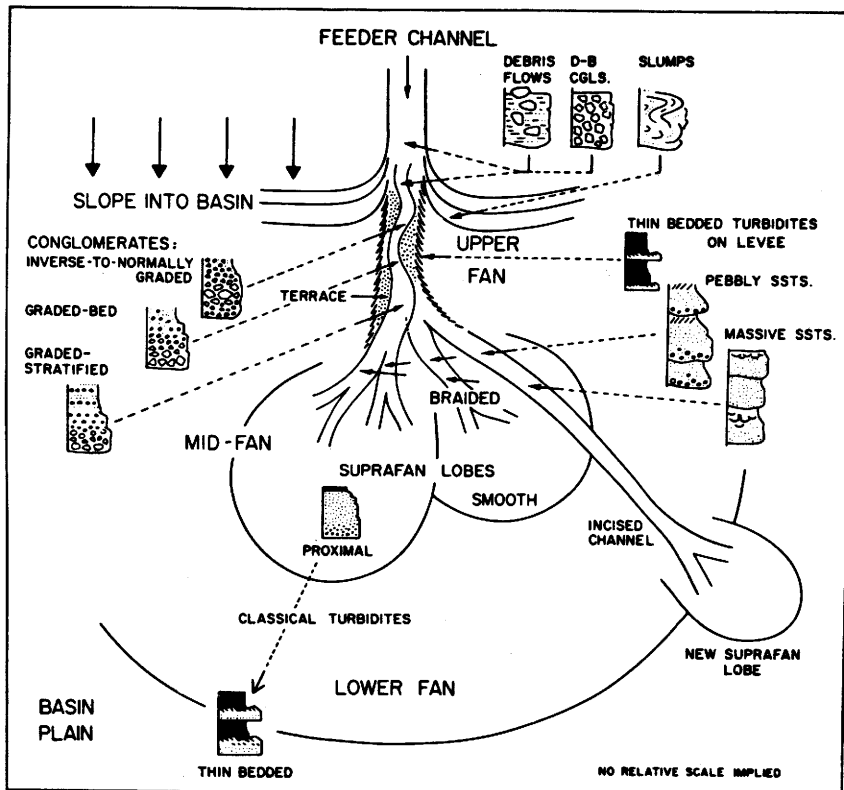 FEEDER CHANNEL
DEBRIS
FLOWS
D-B
CGLS.
SLUMPS
SLOPE INTO BASIN
CONGLOMERATES:
INVERSE-TO-NORMALLY
GRADED
GRADED-BED
GRADED-
STRATIFIED
TERRACE
UPPER
FAN
THIN BEDDED TURBIDITES
ON LEVEE
PEBBLY SSTS.
MASSIVE SSTS.
BRAIDED
MID-FAN
SUPRAFAN LOBES
SMOOTH
PROXIMAL
INCISED
CHANNEL
CLASSICAL TURBIDITES
NEW SUPRAFAN
LOBE
LOWER FAN
BASIN
PLAIN
THIN BEDDED
NO RELATIVE SCALE IMPLIED